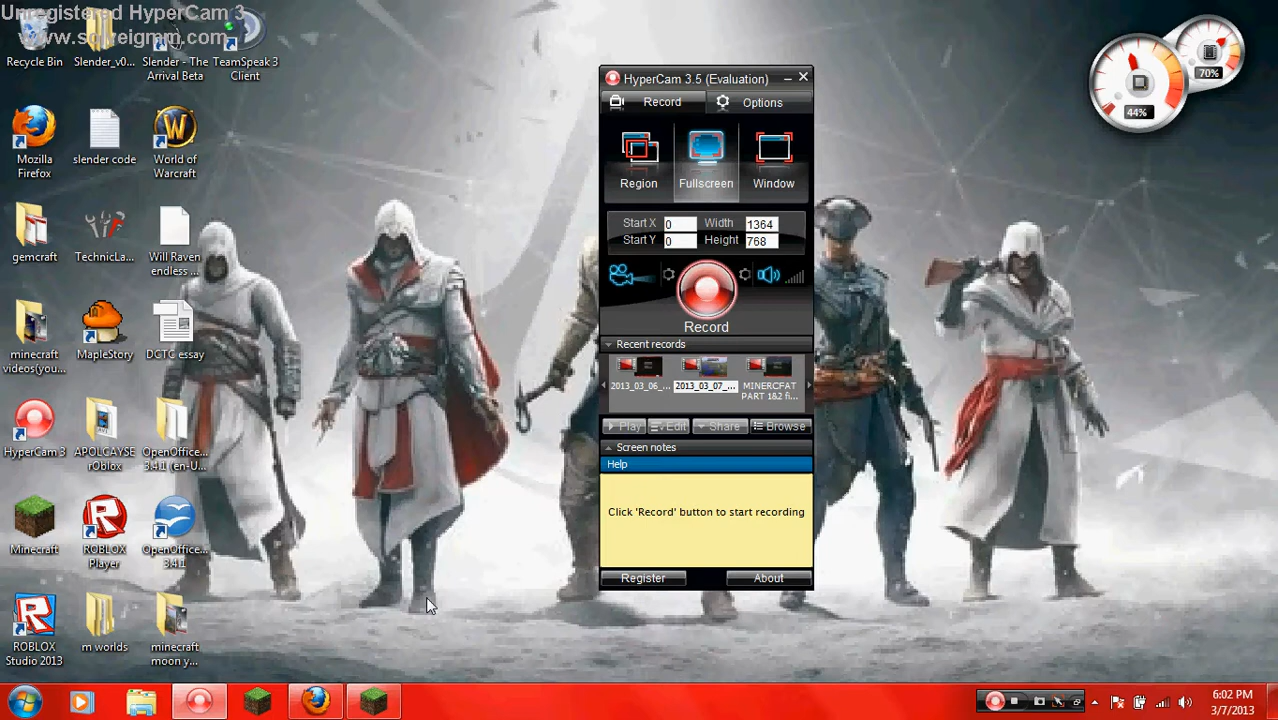 Unregistered HyperCam 3
www.solveigmm.com
Recycle Bin
Slender_v0...
Slender - The
Arrival Beta
TeamSpeak 3
Client
Mozilla
Firefox
slender code
World of
Warcraft
gemcraft
TechnicLa...
Will Raven
endless ...
minecraft
videos(you...
MapleStory
DCTC essay
HyperCam 3
APOLCAYSE
rOblox
OpenOffice...
3.4.1 (en-U...
Minecraft
ROBLOX
Player
OpenOffice...
3.4.1
ROBLOX
Studio 2013
m worlds
minecraft
moon y...
HyperCam 3.5 (Evaluation)
Record
Options
Region
Fullscreen
Window
Start X 0 Width 1364
Start Y 0 Height 768
Record
Recent records
2013_03_06_...
2013_03_07_...
MINERCFAT
PART 1&2 fi...
Play
Edit
Share
Browse
Screen notes
Help
Click 'Record' button to start recording
Register
About
44%
70%
6:02 PM
3/7/2013